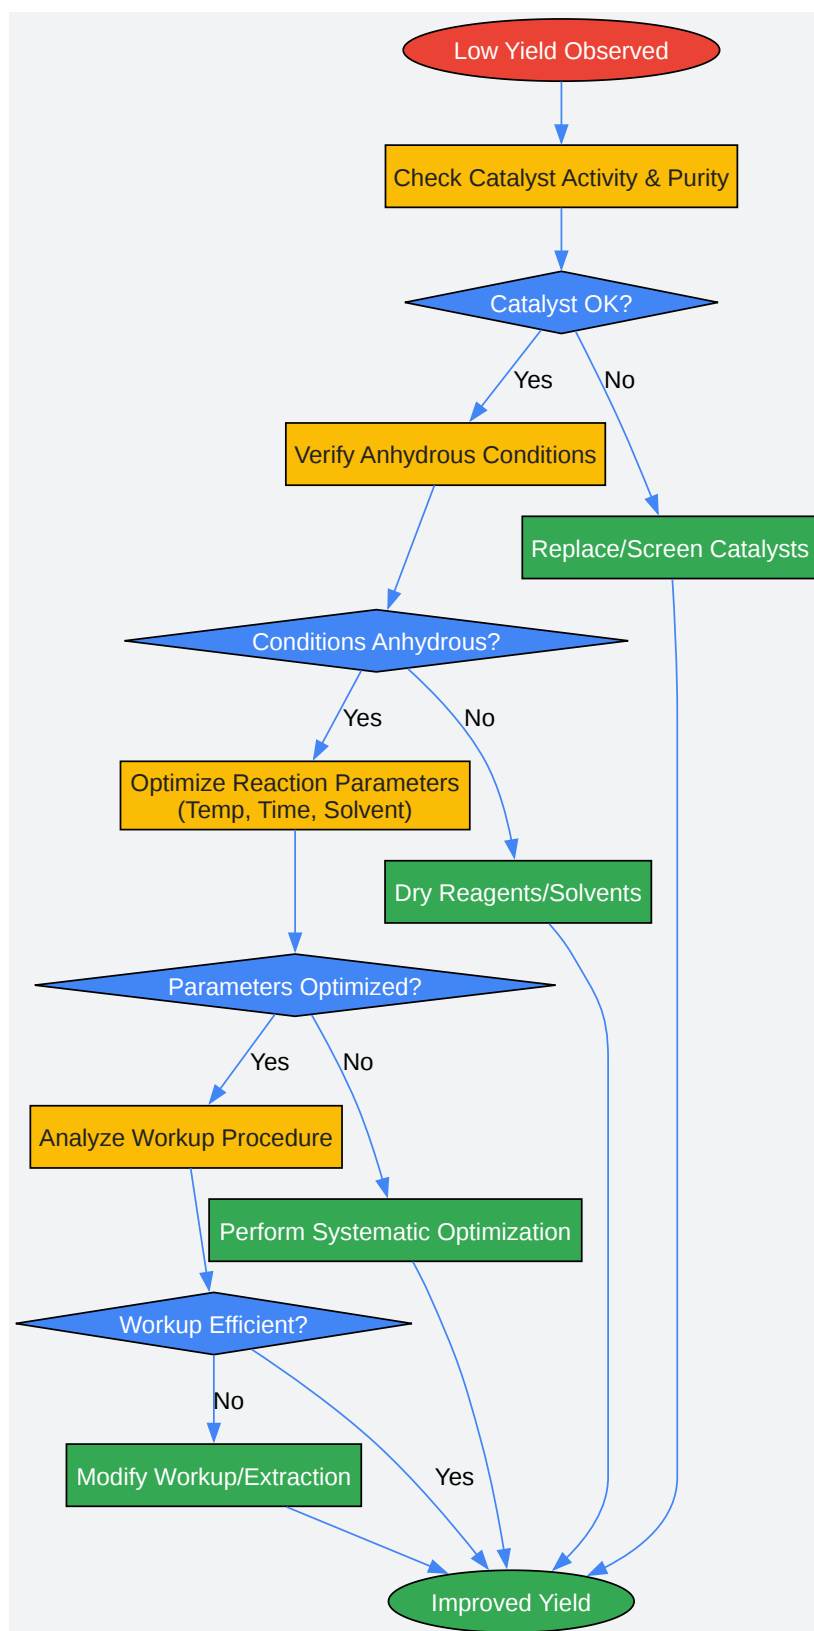 Low Yield Observed
Check Catalyst Activity & Purity
Catalyst OK?
Yes
No
Verify Anhydrous Conditions
Replace/Screen Catalysts
Conditions Anhydrous?
Yes
No
Optimize Reaction Parameters
(Temp, Time, Solvent)
Dry Reagents/Solvents
Parameters Optimized?
Yes
No
Analyze Workup Procedure
Perform Systematic Optimization
Workup Efficient?
No
Yes
Modify Workup/Extraction
Improved Yield